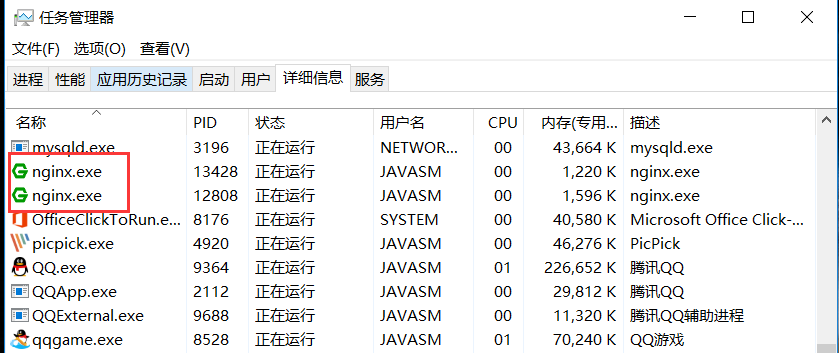 任务管理器
文件(F) 选项(O) 查看(V)
进程 性能 应用历史记录 启动 用户 详细信息 服务
名称 PID 状态 用户名 CPU 内存(专用... 描述
mysqld.exe 3196 正在运行 NETWOR... 00 43,664 K mysqld.exe
nginx.exe 13428 正在运行 JAVASM 00 1,220 K nginx.exe
nginx.exe 12808 正在运行 JAVASM 00 1,596 K nginx.exe
OfficeClickToRun.e... 8176 正在运行 SYSTEM 00 40,580 K Microsoft Office Click-...
picpick.exe 4920 正在运行 JAVASM 00 46,276 K PicPick
QQ.exe 9364 正在运行 JAVASM 01 226,652 K 腾讯QQ
QQApp.exe 2112 正在运行 JAVASM 00 29,812 K 腾讯QQ
QQExternal.exe 9688 正在运行 JAVASM 00 11,320 K 腾讯QQ辅助进程
qqgame.exe 8528 正在运行 JAVASM 01 70,240 K QQ游戏